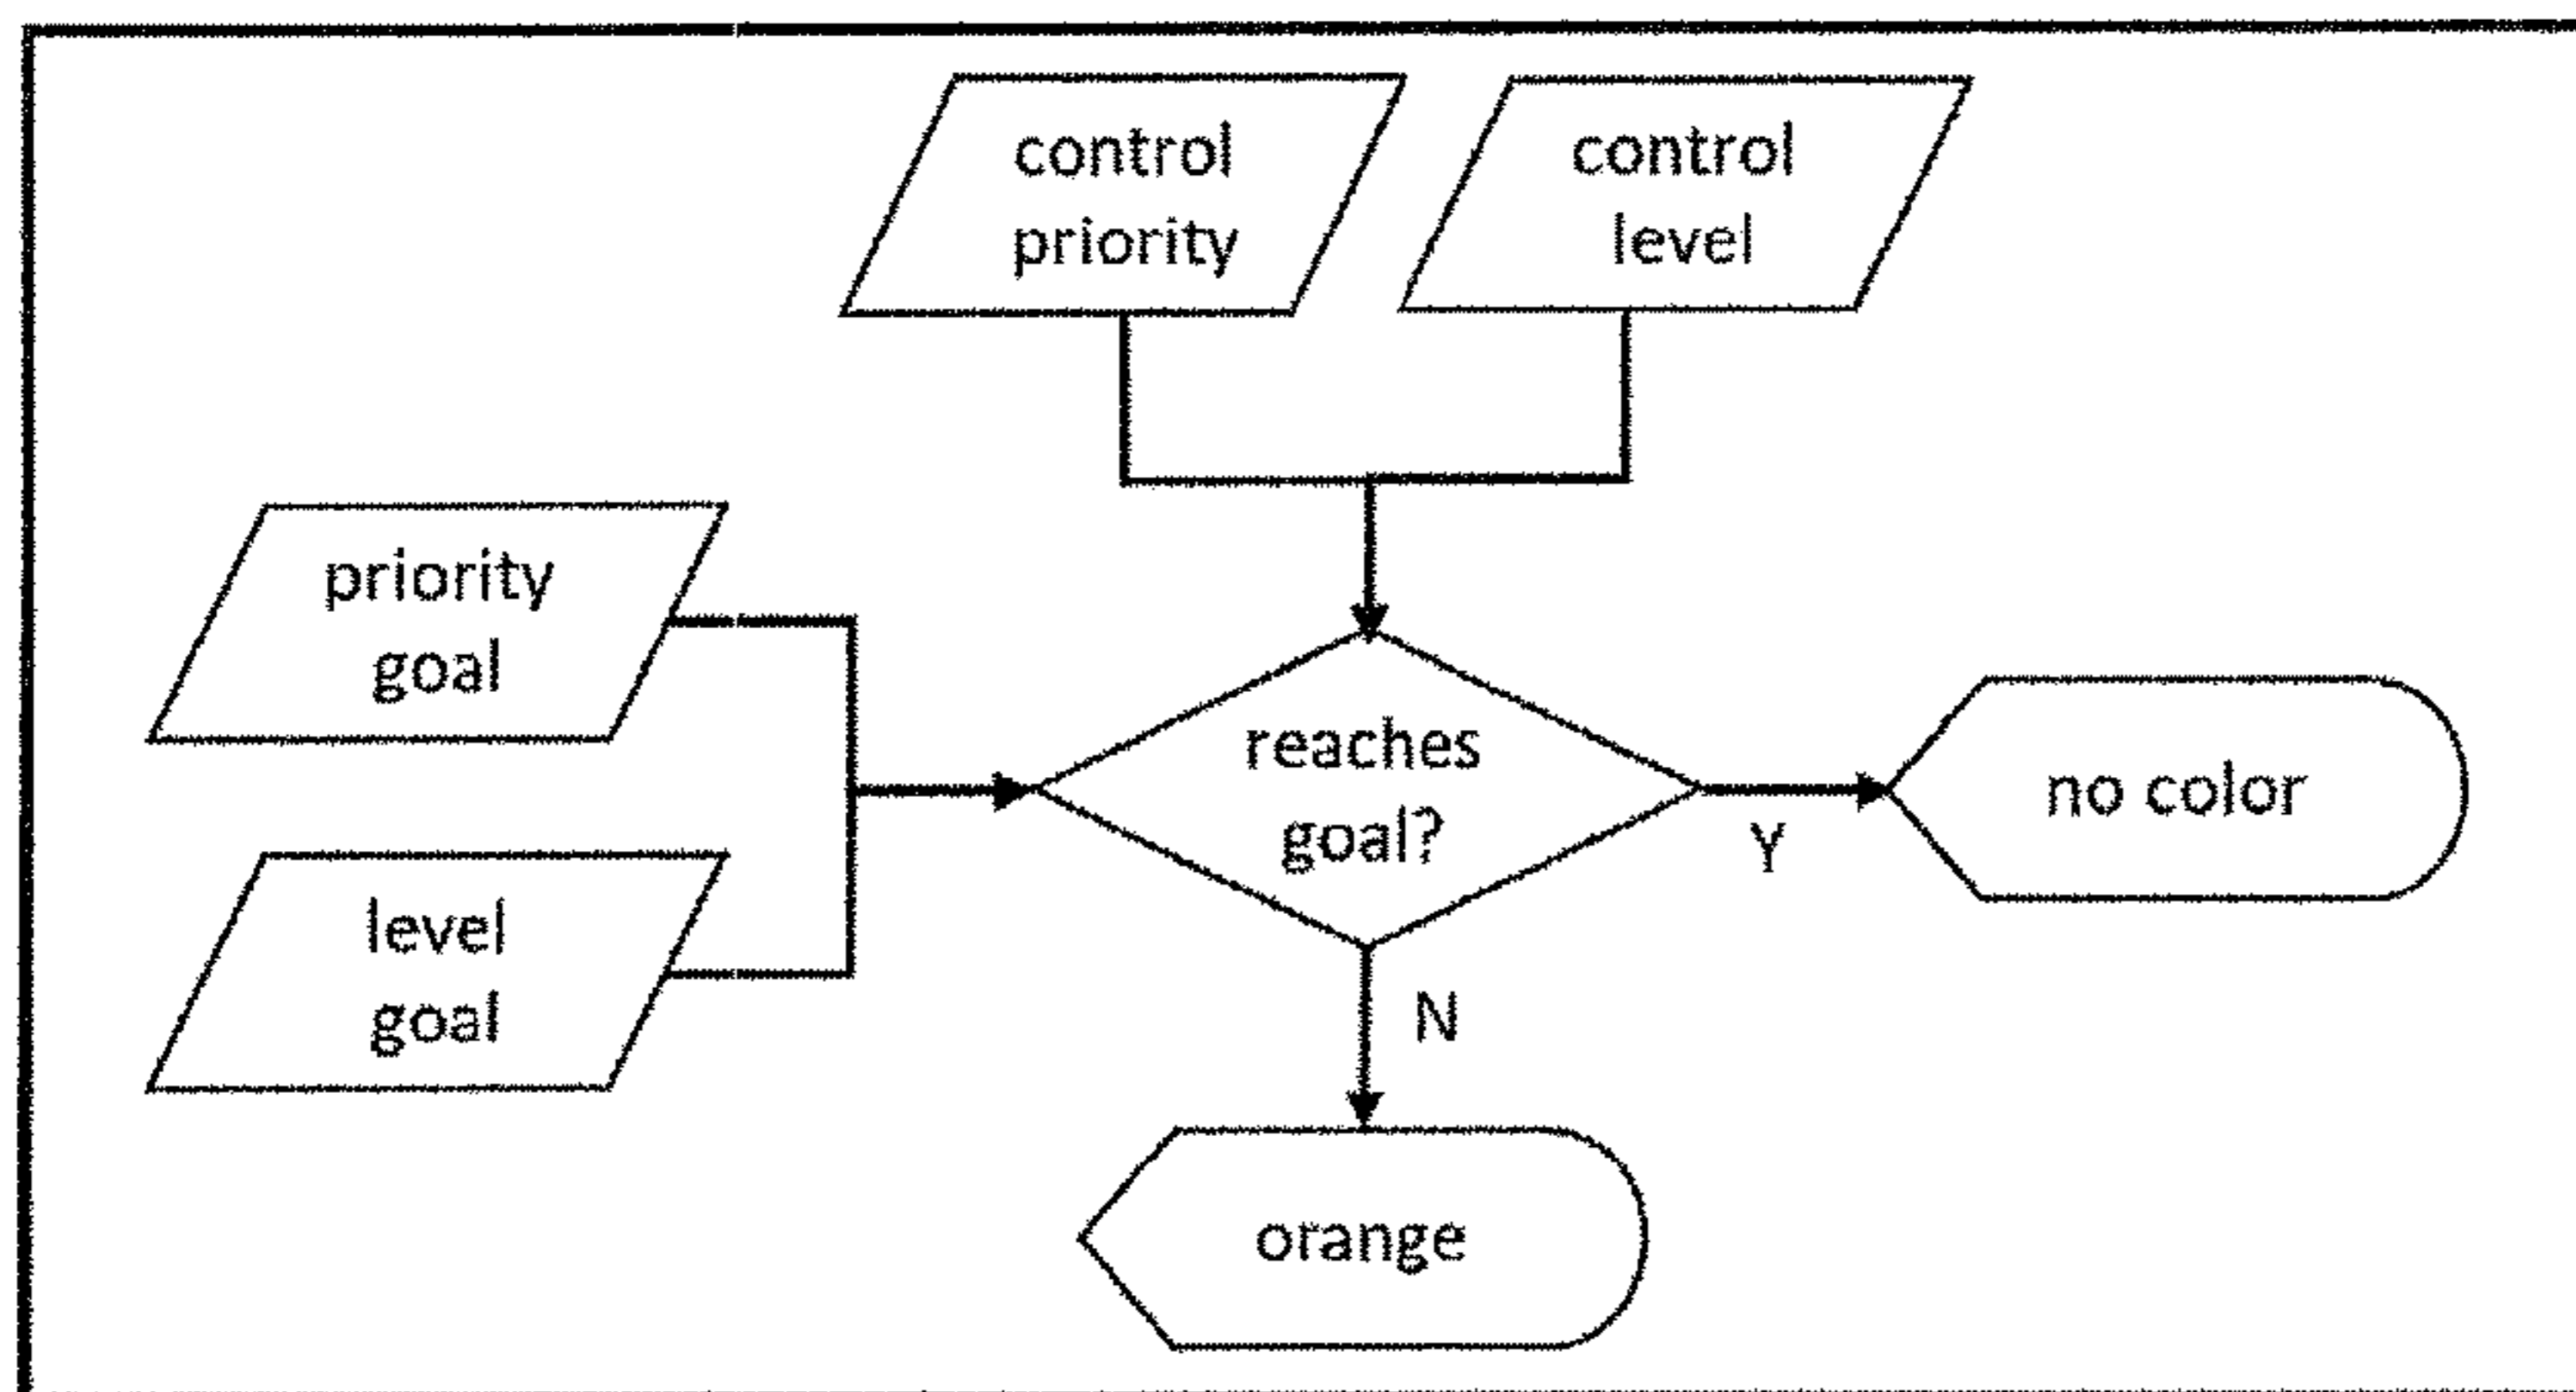 control
priority
control
level
priority
goal
level
goal
reaches
goal?
Y
no color
N
orange